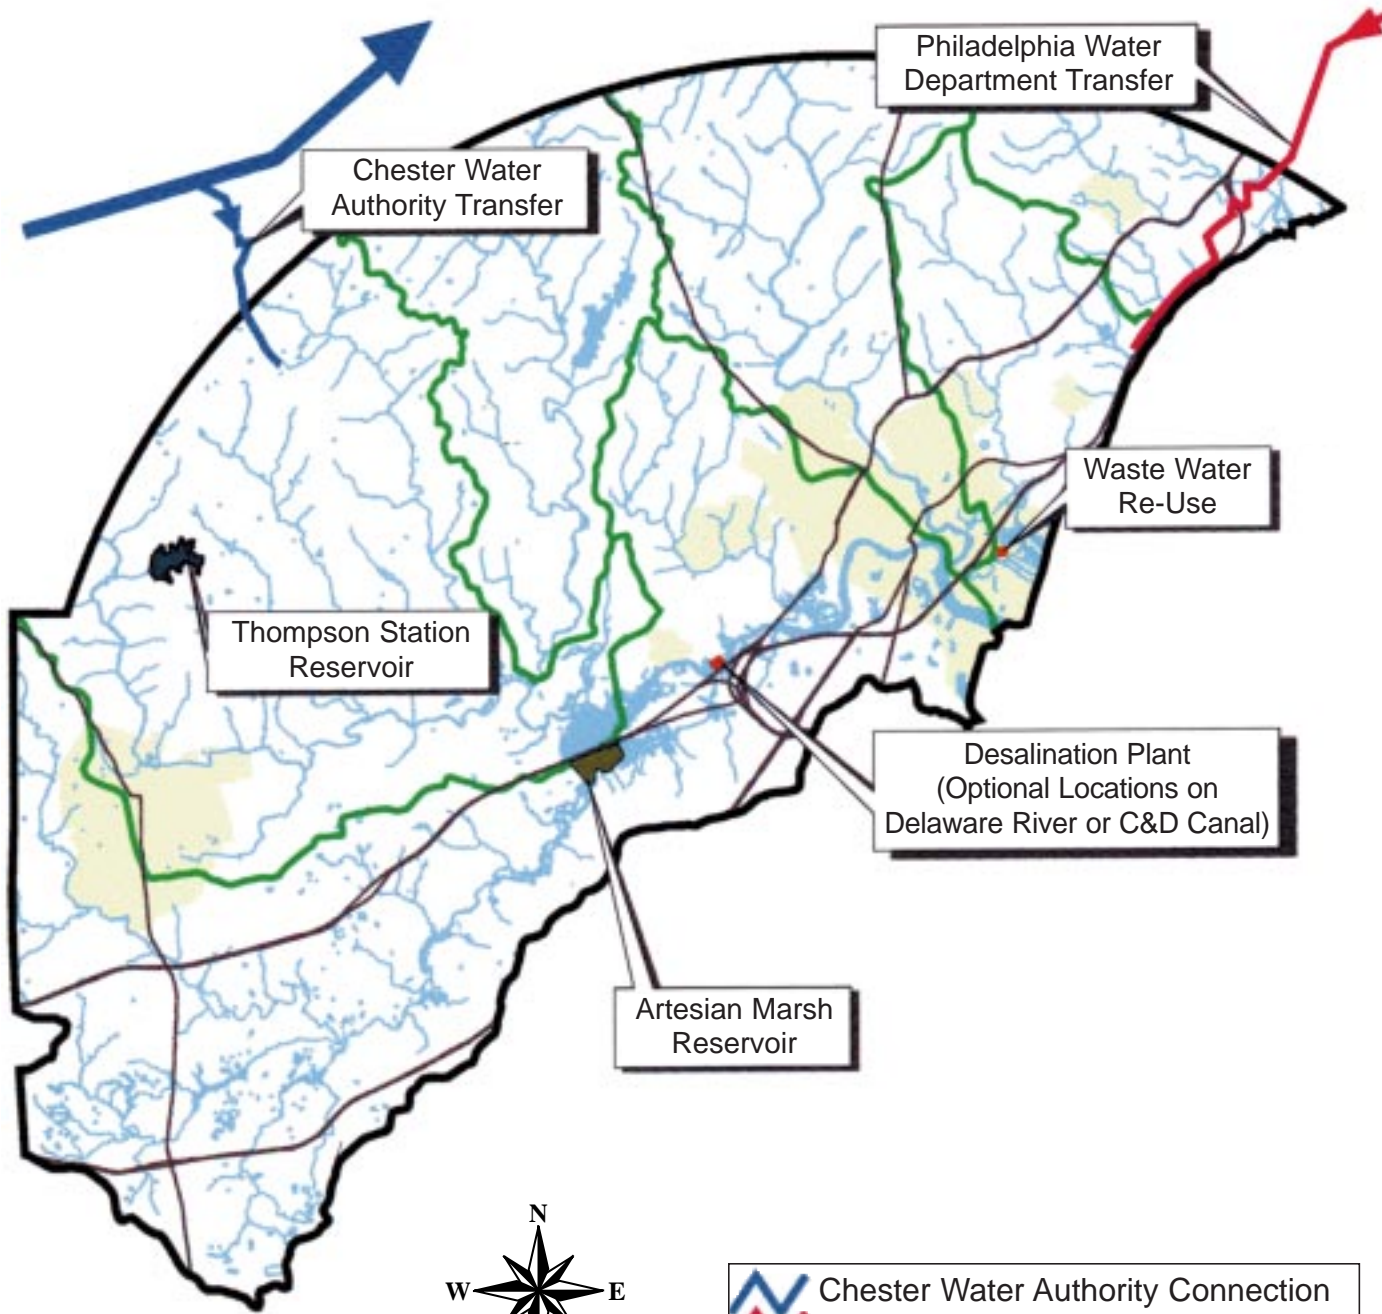 Philadelphia Water
Department Transfer
Chester Water
Authority Transfer
Waste Water
Re-Use
Thompson Station
Reservoir
Desalination Plant
(Optional Locations on
Delaware River or C&D Canal)
Artesian Marsh
Reservoir
N
W
E
Chester Water Authority Connection